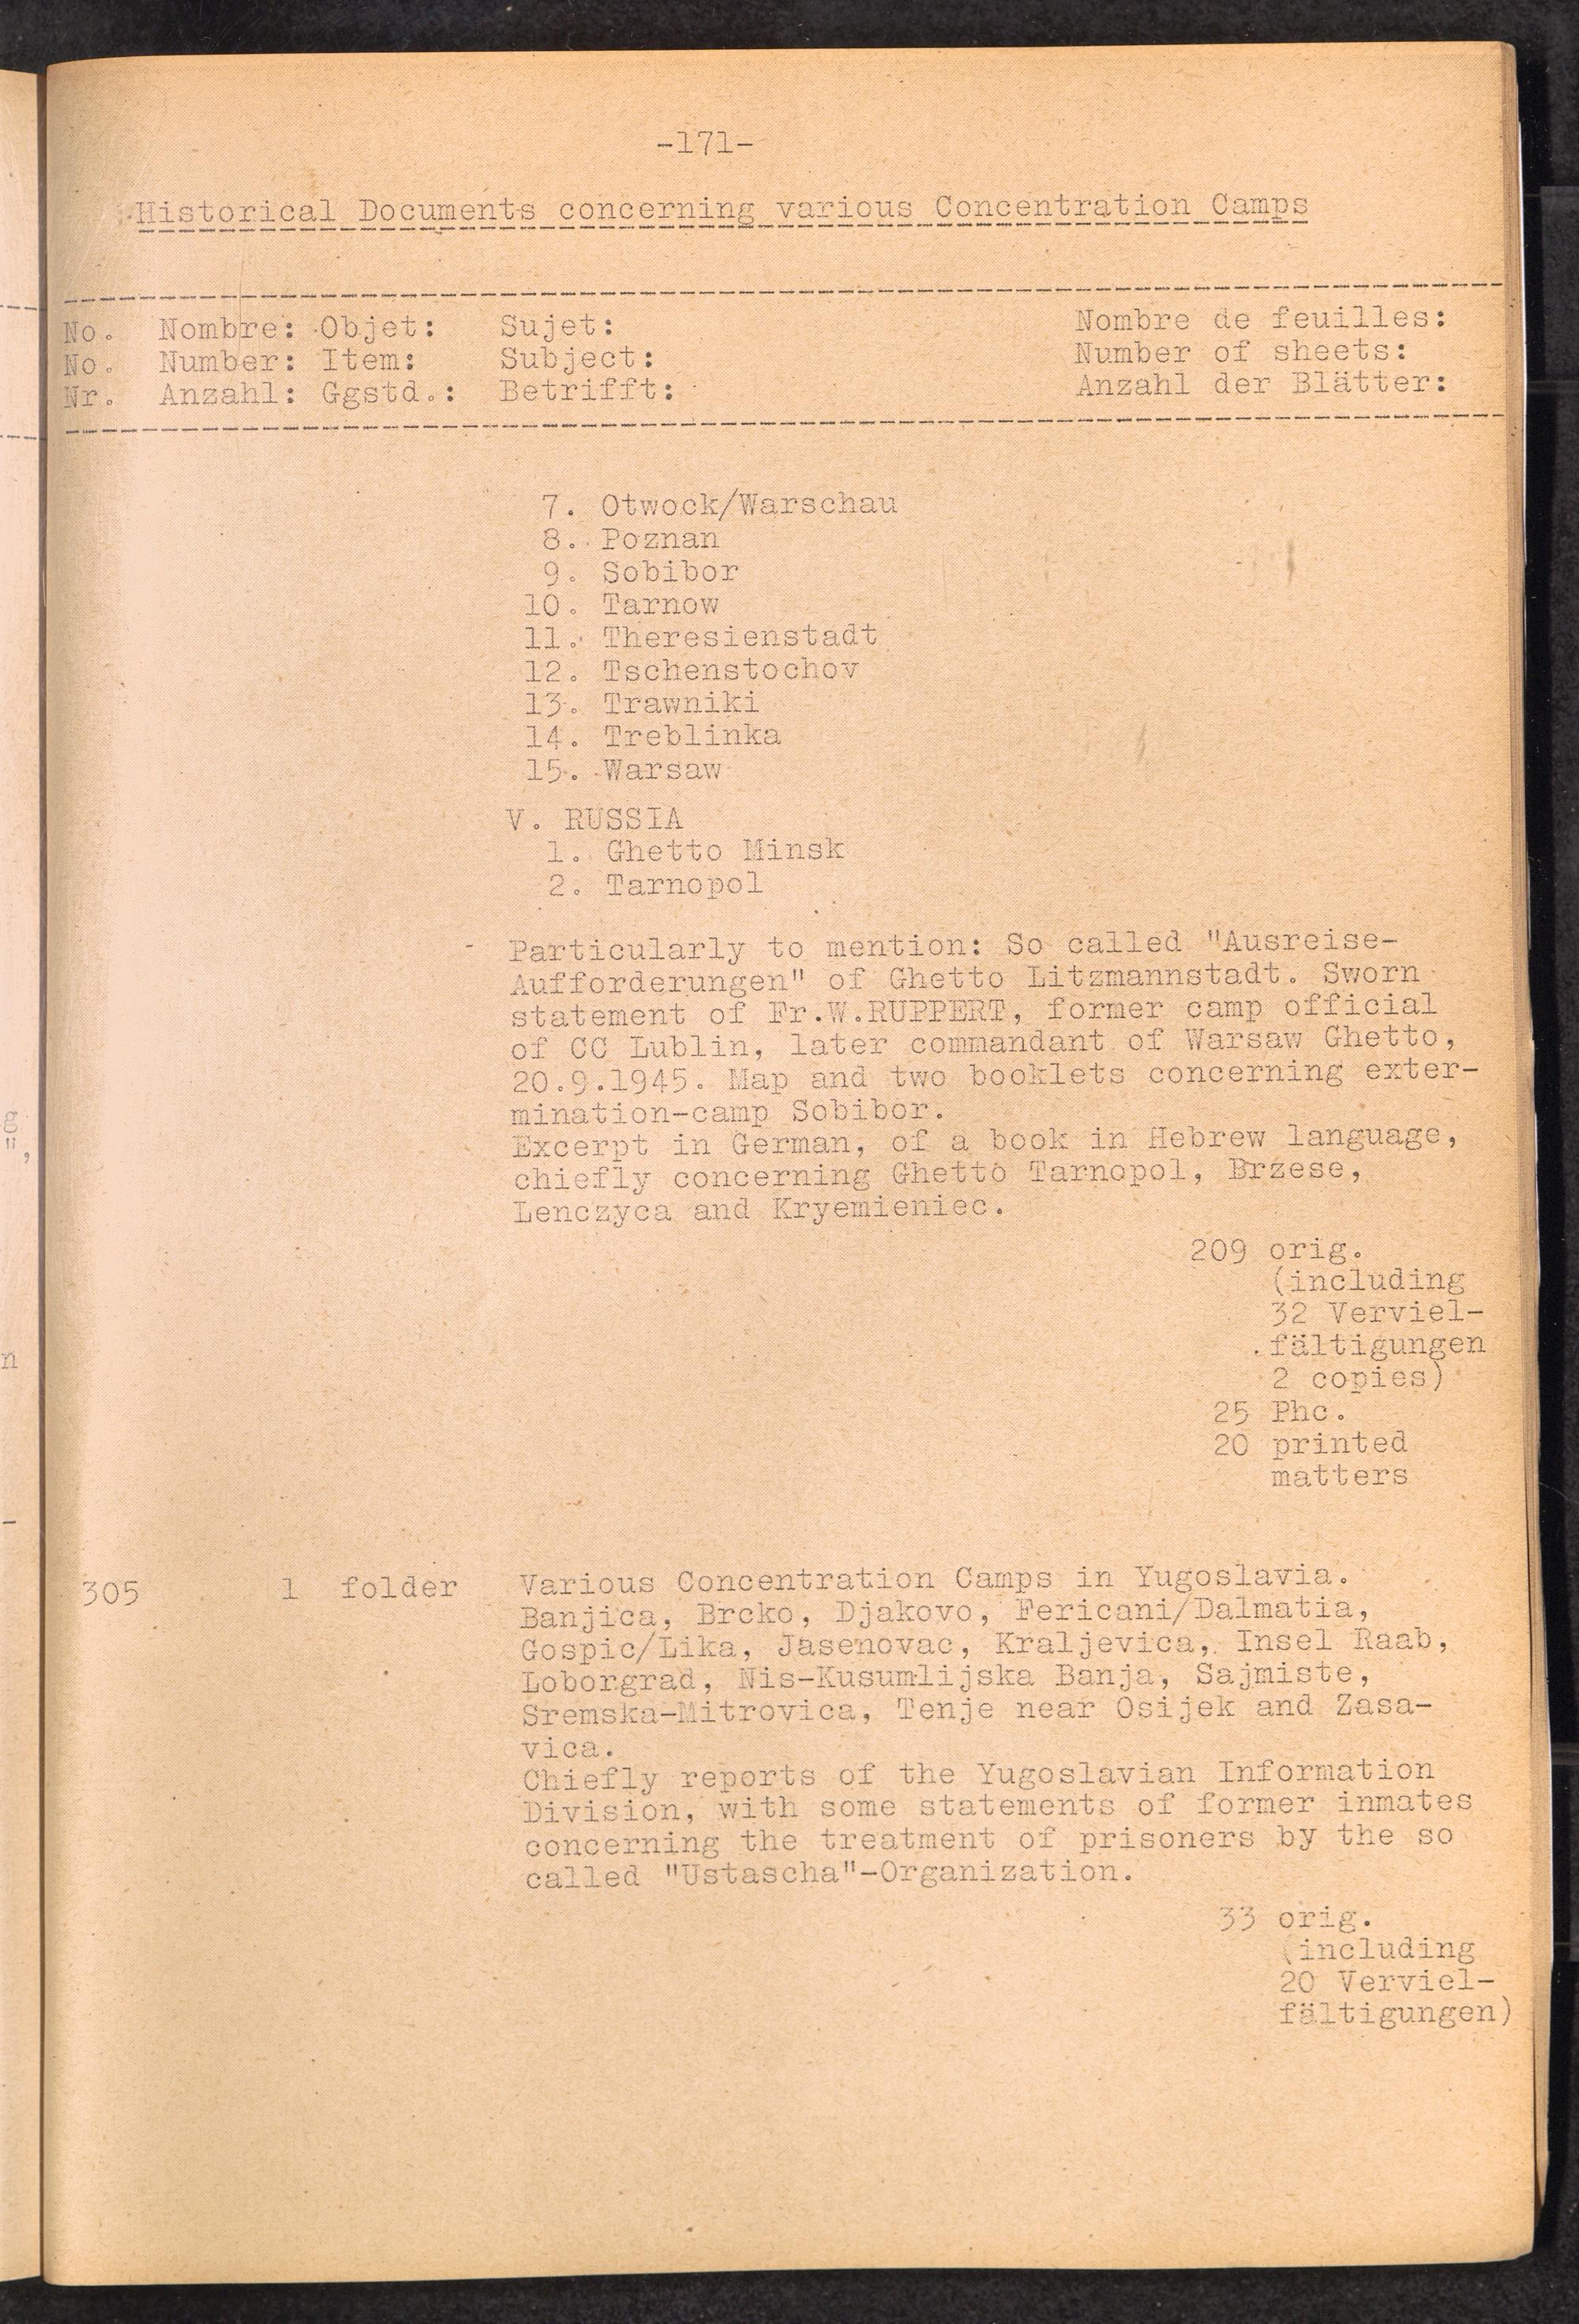 -171-
Historical Documents concerning various Concentration Camps
No. Nombre: Objet: Sujet: Nombre de feuilles:
No. Number: Item: Subject: Number of sheets:
Nr. Anzahl: Ggstd.: Betrifft: Anzahl der Blätter:
7. Otwock/Warschau
8. Poznan
9. Sobibor
10. Tarnow
11. Theresienstadt
12. Tschenstochov
13. Trawniki
14. Treblinka
15. Warsaw
V. RUSSIA
1. Ghetto Minsk
2. Tarnopol
- Particularly to mention: So called "Ausreise-
Aufforderungen" of Ghetto Litzmannstadt. Sworn
statement of Fr.W.RUPPERT, former camp official
of CC Lublin, later commandant of Warsaw Ghetto,
20.9.1945. Map and two booklets concerning exter-
mination-camp Sobibor.
Excerpt in German, of a book in Hebrew language,
chiefly concerning Ghetto Tarnopol, Brzese,
Lenczyca and Kryemieniec.
209 orig.
(including
32 Verviel-
fältigungen
2 copies)
25 Phc.
20 printed
matters
305 1 folder Various Concentration Camps in Yugoslavia.
Banjica, Brcko, Djakovo, Fericani/Dalmatia,
Gospic/Lika, Jasenovac, Kraljevica, Insel Raab,
Loborgrad, Nis-Kusumlijska Banja, Sajmiste,
Sremska-Mitrovica, Tenje near Osijek and Zasa-
vica.
Chiefly reports of the Yugoslavian Information
Division, with some statements of former inmates
concerning the treatment of prisoners by the so
called "Ustascha"-Organization.
33 orig.
(including
20 Verviel-
fältigungen)